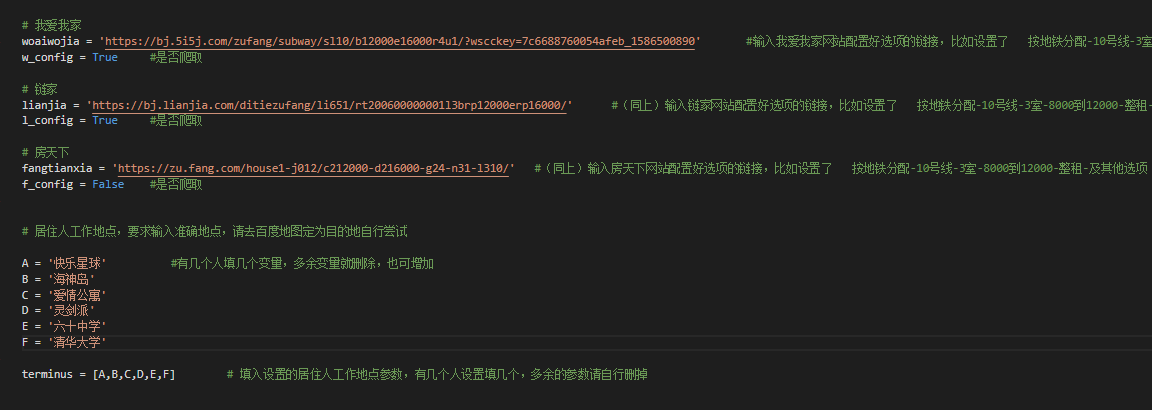 # 我爱我家
woaiwojia = 'https://bj.5i5j.com/zufang/subway/sl10/b12000e16000r4u1/?wscckey=7c6688760054afeb_1586500890' #输入我爱我家网站配置好选项的链接，比如设置了 按地铁分配-10号线-3室
w_config = True #是否爬取
# 链家
lianjia = 'https://bj.lianjia.com/ditiezufang/li651/rt200600000001l3brp12000erp16000/' #（同上）输入链家网站配置好选项的链接，比如设置了 按地铁分配-10号线-3室-8000到12000-整租-
l_config = True #是否爬取
# 房天下
fangtianxia = 'https://zu.fang.com/house1-j012/c212000-d216000-g24-n31-l310/' #（同上）输入房天下网站配置好选项的链接，比如设置了 按地铁分配-10号线-3室-8000到12000-整租-及其他选项
f_config = False #是否爬取
# 居住人工作地点，要求输入准确地点，请去百度地图定为目的地自行尝试
A = '快乐星球' #有几个人填几个变量，多余变量就删除，也可增加
B = '海神岛'
C = '爱情公寓'
D = '灵剑派'
E = '六十中学'
F = '清华大学'
terminus = [A,B,C,D,E,F] # 填入设置的居住人工作地点参数，有几个人设置填几个，多余的参数请自行删掉